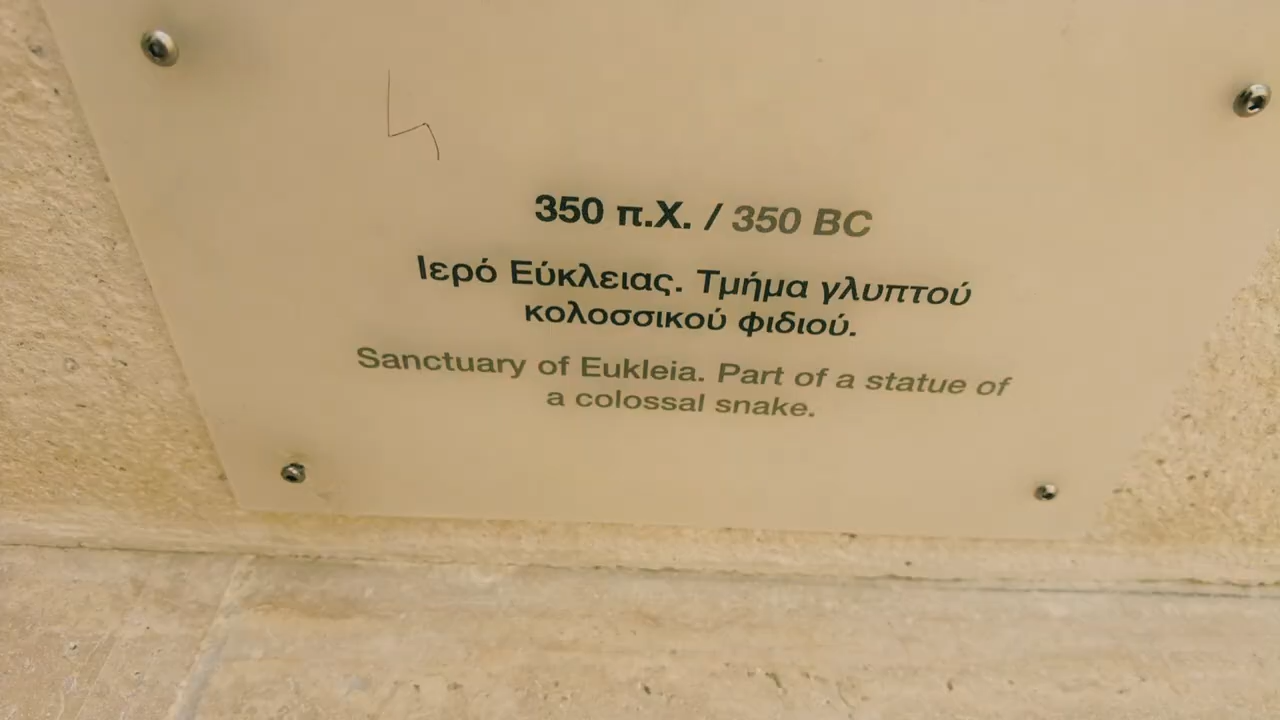 350 π.Χ. / 350 BC
Ιερό Εύκλειας. Τμήμα γλυπτού
κολοσσικού φιδιού.
Sanctuary of Eukleia. Part of a statue of
a colossal snake.